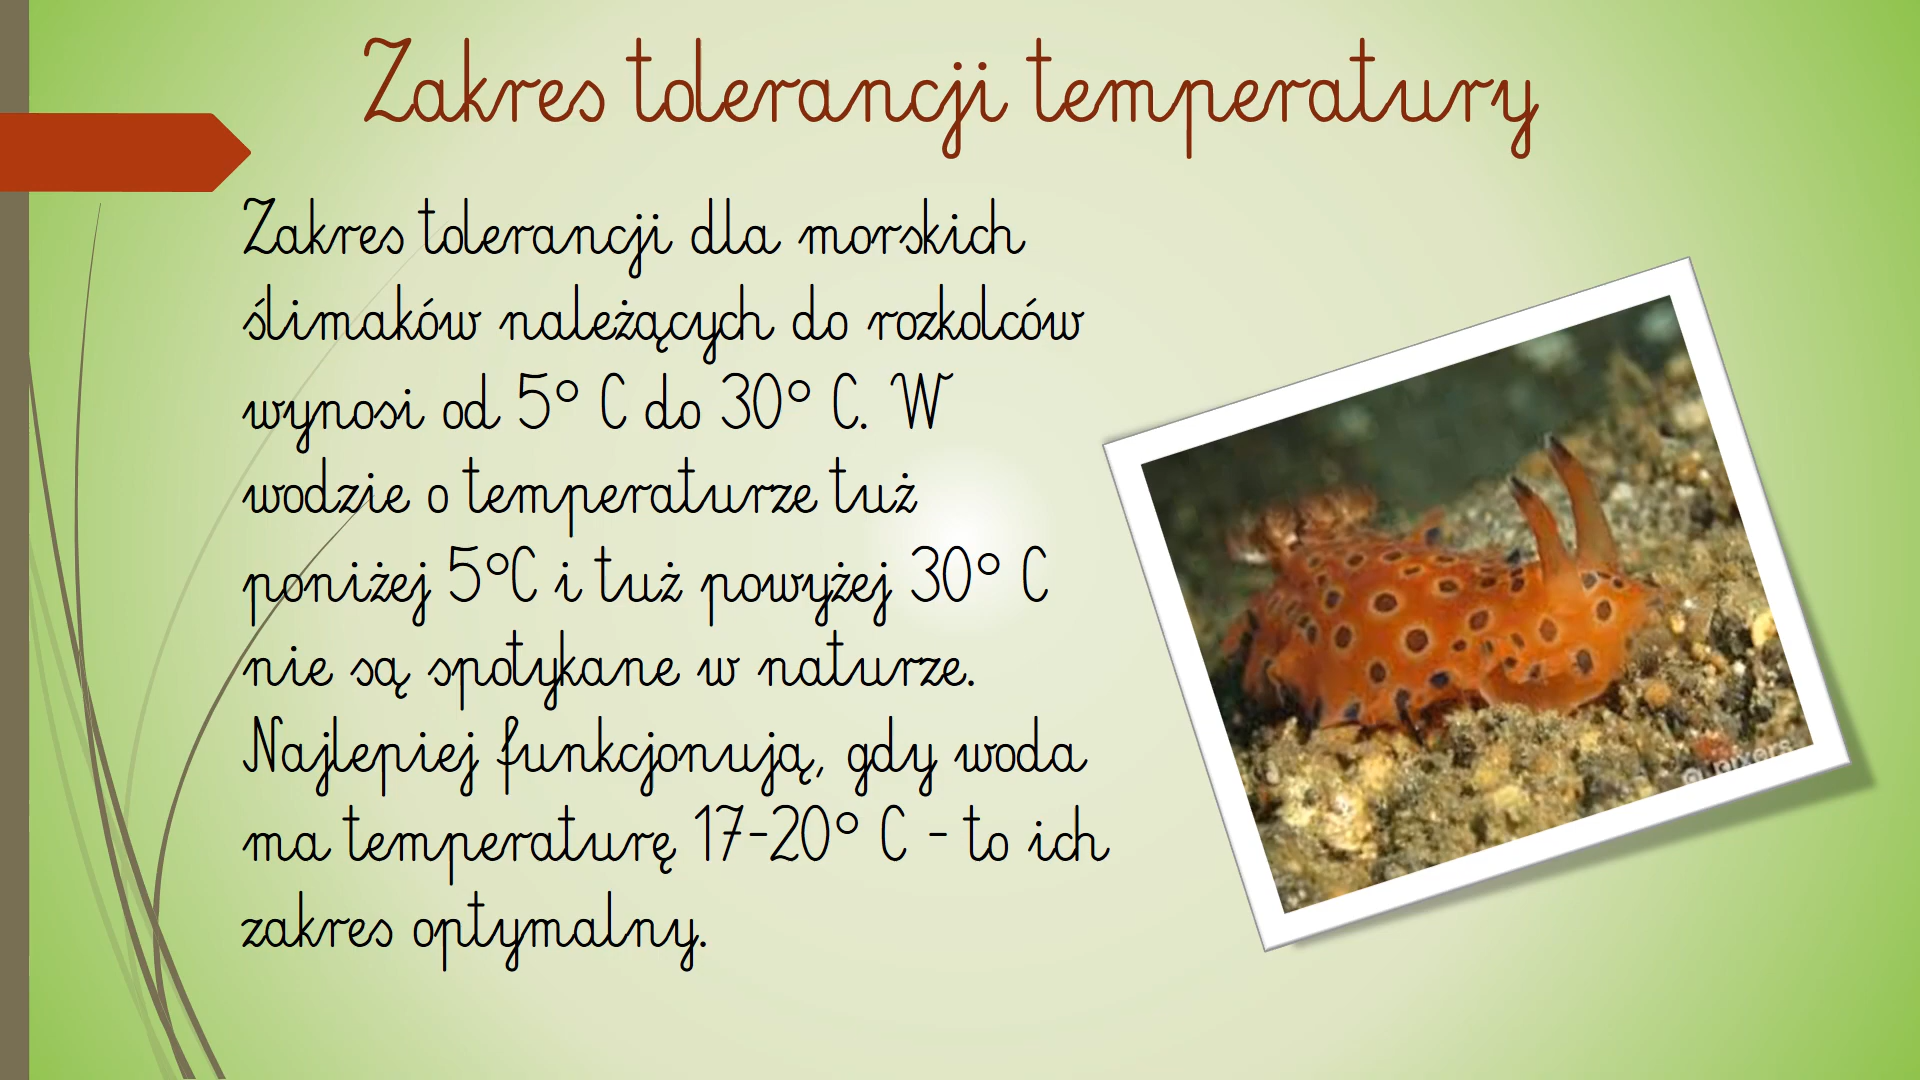 Zakres tolerancji temperatury
Zakres tolerancji dla morskich
ślimaków należących do rozkolców
wynosi od 5° C do 30° C. W
wodzie o temperaturze tuż
poniżej 5°C i tuż powyżej 30° C
nie są spotykane w naturze.
Najlepiej funkcjonują, gdy woda
ma temperaturę 17-20° C - to ich
zakres optymalny.